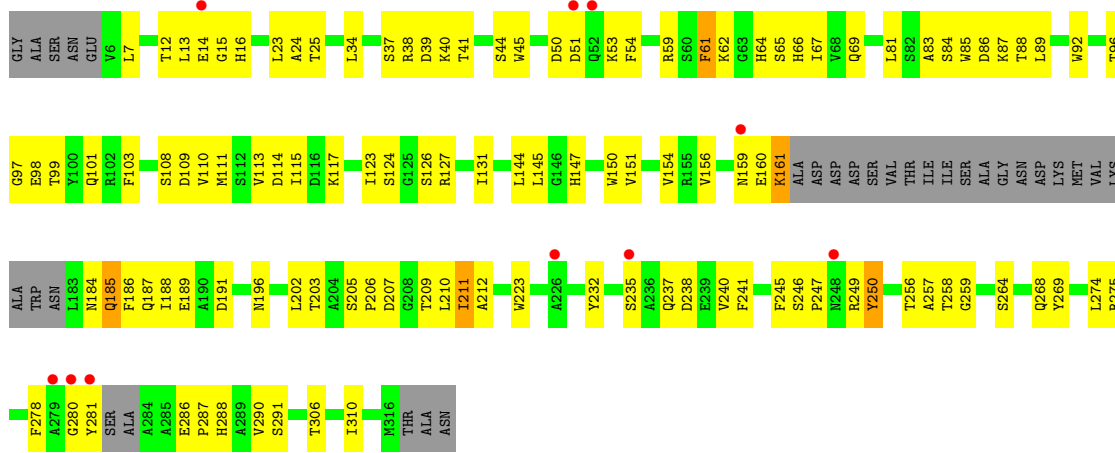 GLY ALA SER ASN GLU V6 L7 T12 L13 E14 G15 H16 L23 A24 T25 L34 S37 R38 D39 K40 T41 S44 W45 D50 D51 Q52 K53 F54 R59 S60 F61 K62 G63 H64 S65 H66 I67 V68 Q69 L81 S82 A83 S84 W85 D86 K87 T88 L89 W92 T96
G97 E98 T99 Y100 Q101 R102 F103 S108 D109 V110 M111 S112 V113 D114 I115 D116 K117 I123 S124 G125 S126 R127 I131 L144 L145 G146 H147 W150 V151 V154 R155 V156 N159 E160 K161 ALA ASP ASP ASP SER VAL THR ILE ILE SER ALA GLY ASN ASP LYS MET VAL LYS
ALA TRP ASN L183 N184 Q185 F186 Q187 I188 E189 A190 D191 N196 L202 T203 A204 S205 P206 D207 G208 T209 L210 I211 A212 W223 A226 Y232 S235 A236 Q237 D238 E239 V240 F241 F245 S246 P247 N248 R249 Y250 T256 A257 T258 G259 S264 Q268 Y269 L274
F278 A279 G280 Y281 SER ALA A284 A285 E286 P287 H288 A289 V290 S291 T306 I310 M316 THR ALA ASN